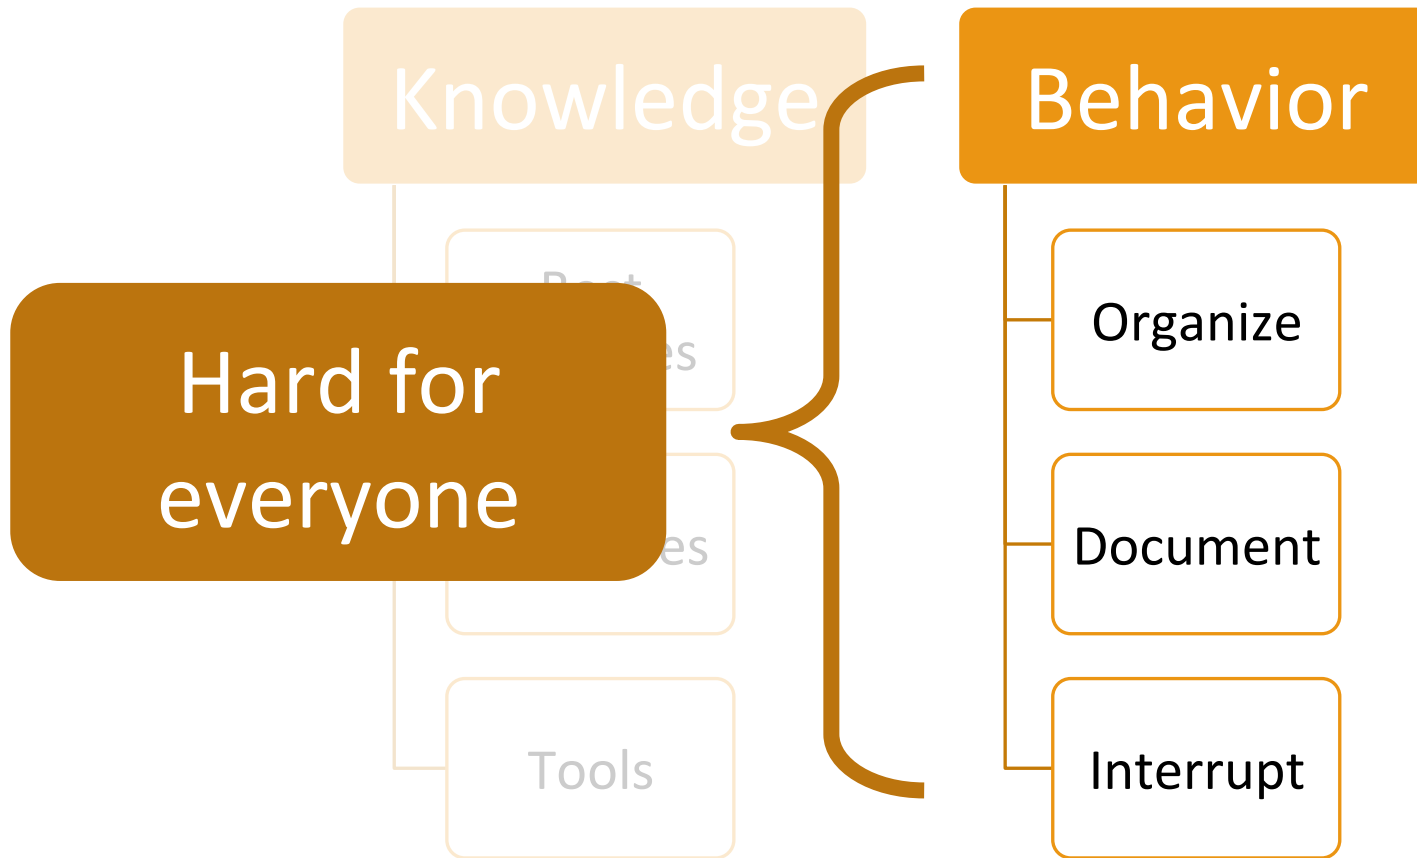 Knowledge
Behavior
Organize
Hard for
everyone
Document
Tools
Interrupt